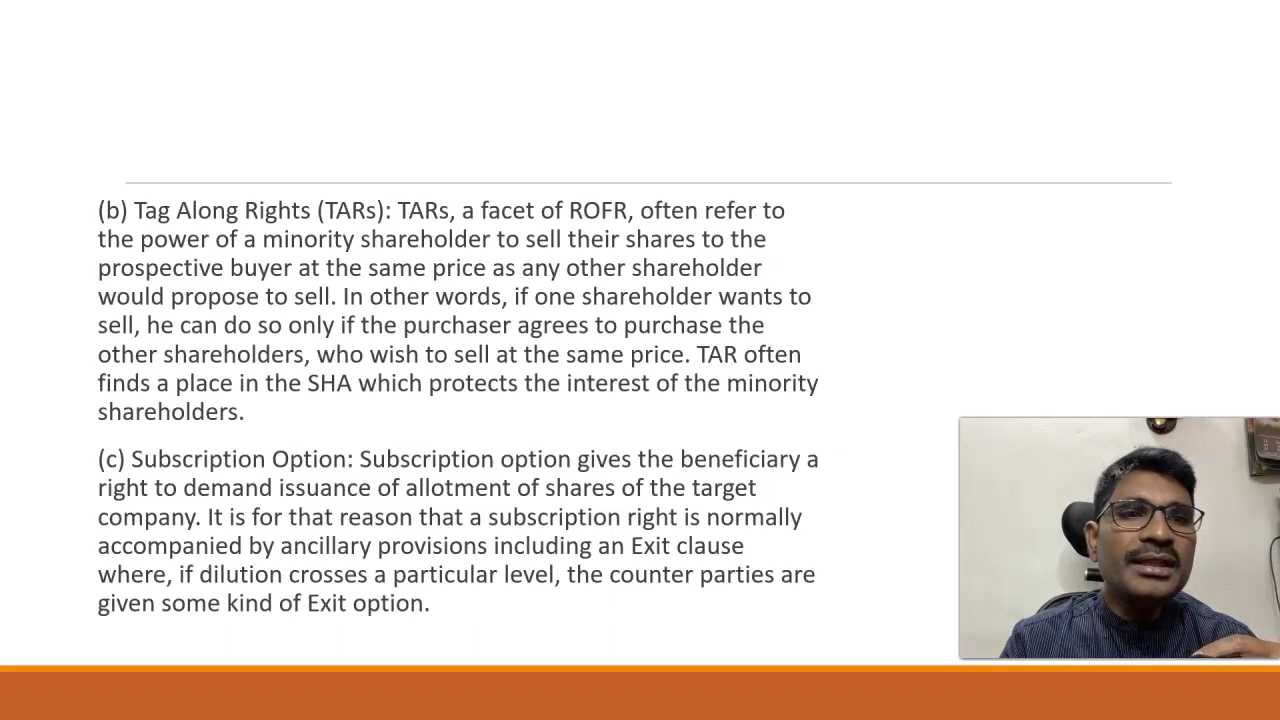 (b) Tag Along Rights (TARs): TARs, a facet of ROFR, often refer to
the power of a minority shareholder to sell their shares to the
prospective buyer at the same price as any other shareholder
would propose to sell. In other words, if one shareholder wants to
sell, he can do so only if the purchaser agrees to purchase the
other shareholders, who wish to sell at the same price. TAR often
finds a place in the SHA which protects the interest of the minority
shareholders.
(c) Subscription Option: Subscription option gives the beneficiary a
right to demand issuance of allotment of shares of the target
company. It is for that reason that a subscription right is normally
accompanied by ancillary provisions including an Exit clause
where, if dilution crosses a particular level, the counter parties are
given some kind of Exit option.